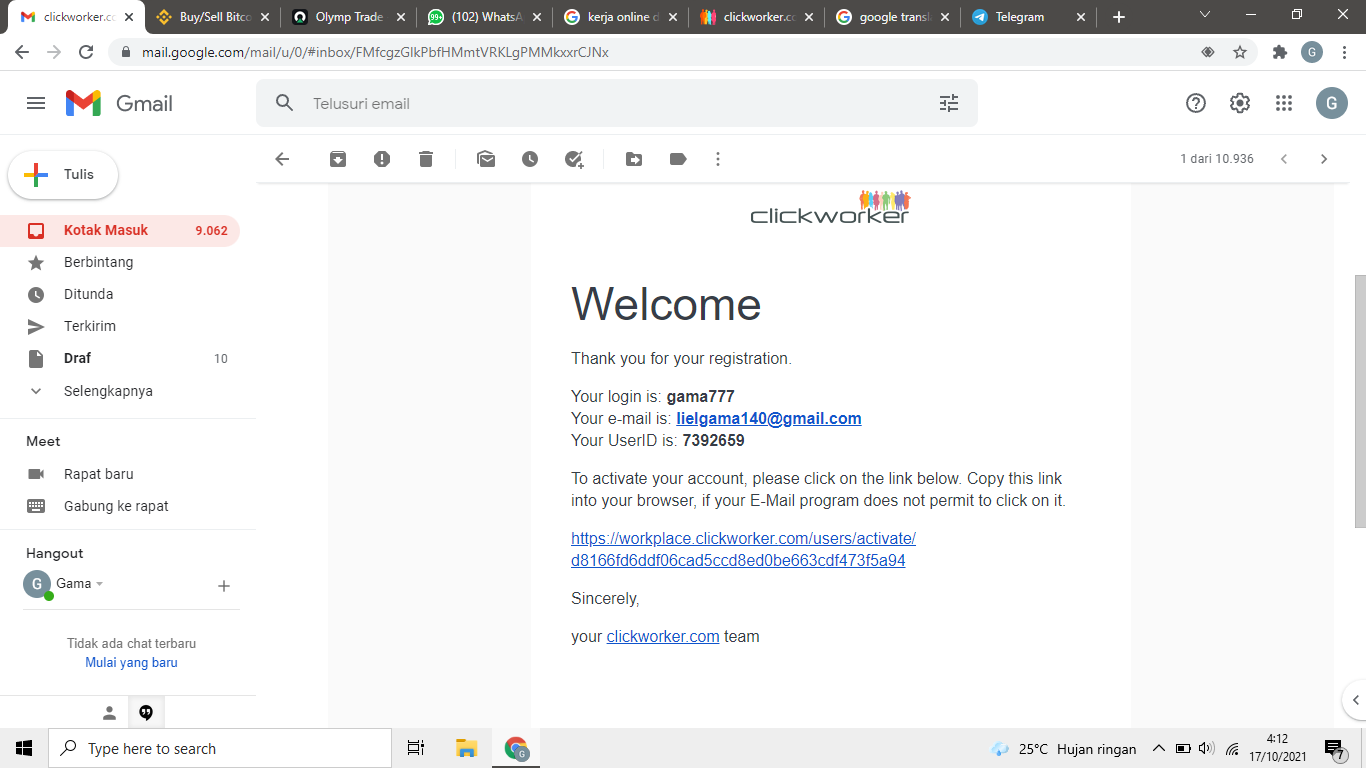 clickworker.co
Buy/Sell Bitco
Olymp Trade
99+
(102) WhatsA
kerja online d
clickworker.co
google transl
Telegram
mail.google.com/mail/u/0/#inbox/FMfcgzGlkPbfHMmtVRKLgPMMkxxrCJNx
G
Gmail
Telusuri email
G
Tulis
1 dari 10.936
clickworker
Kotak Masuk 9.062
Berbintang
Ditunda
Terkirim
Draf 10
Selengkapnya
Meet
Rapat baru
Gabung ke rapat
Hangout
G Gama
Tidak ada chat terbaru
Mulai yang baru
Welcome
Thank you for your registration.
Your login is: gama777
Your e-mail is: lielgama140@gmail.com
Your UserID is: 7392659
To activate your account, please click on the link below. Copy this link
into your browser, if your E-Mail program does not permit to click on it.
https://workplace.clickworker.com/users/activate/
d8166fd6ddf06cad5ccd8ed0be663cdf473f5a94
Sincerely,
your clickworker.com team
Type here to search
G
25°C Hujan ringan
4:12
17/10/2021
7